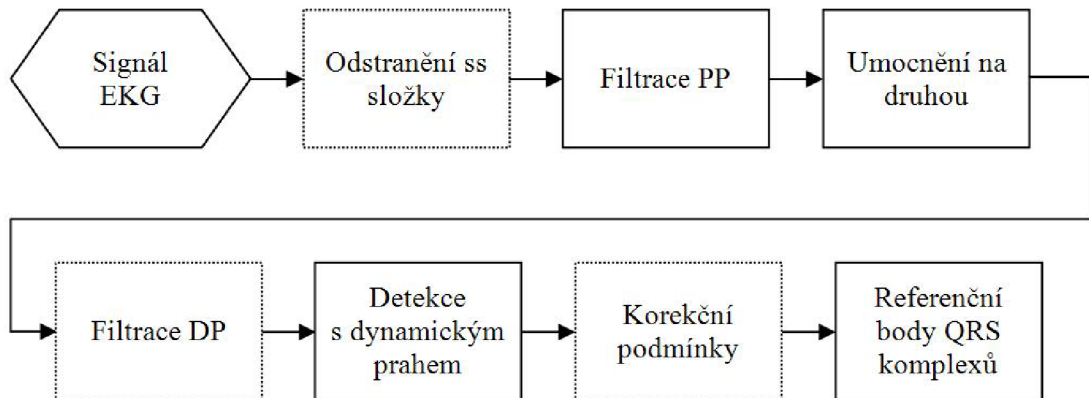 Signál
EKG
Odstranění ss
složky
Filtrace PP
Umocnění na
druhou
Filtrace DP
Detekce
s dynamickým
prahem
Korekční
podmínky
Referenční
body QRS
komplexů